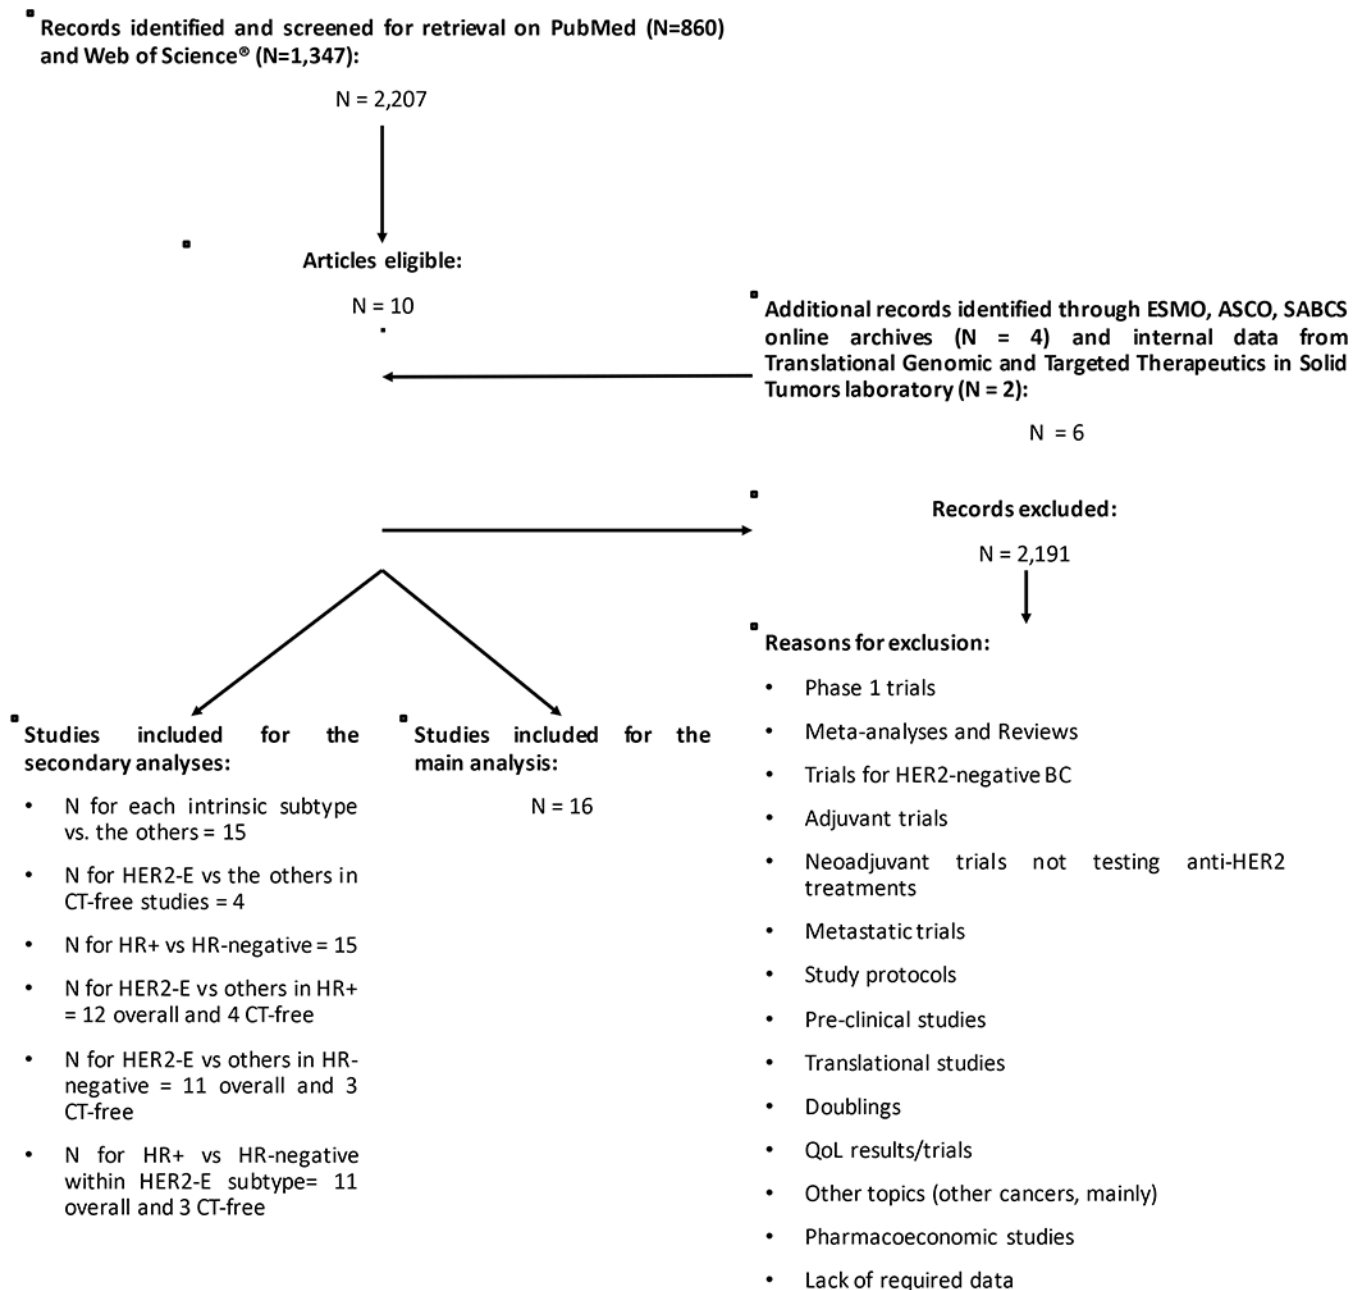 Records identified and screened for retrieval on PubMed (N=860)
and Web of Science® (N=1,347):
N = 2,207
Articles eligible:
N = 10
Additional records identified through ESMO, ASCO, SABCS
online archives (N = 4) and internal data from
Translational Genomic and Targeted Therapeutics in Solid
Tumors laboratory (N = 2):
N = 6
Records excluded:
N = 2,191
Reasons for exclusion:
• Phase 1 trials
• Meta-analyses and Reviews
• Trials for HER2-negative BC
• Adjuvant trials
• Neoadjuvant trials not testing anti-HER2
treatments
• Metastatic trials
• Study protocols
• Pre-clinical studies
• Translational studies
• Doublings
• QoL results/trials
• Other topics (other cancers, mainly)
• Pharmacoeconomic studies
• Lack of required data
Studies included for the
secondary analyses:
• N for each intrinsic subtype
vs. the others = 15
• N for HER2-E vs the others in
CT-free studies = 4
• N for HR+ vs HR-negative = 15
• N for HER2-E vs others in HR+
= 12 overall and 4 CT-free
• N for HER2-E vs others in HR-
negative = 11 overall and 3
CT-free
• N for HR+ vs HR-negative
within HER2-E subtype= 11
overall and 3 CT-free
Studies included for the
main analysis:
N = 16